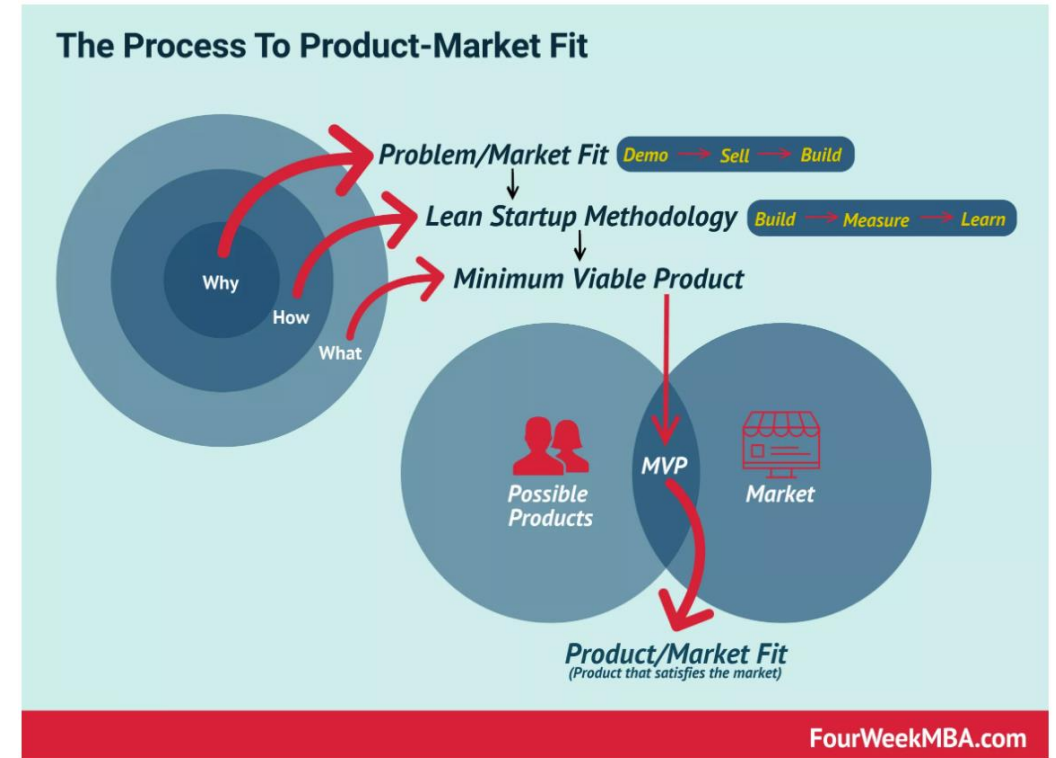 The Process To Product-Market Fit
Problem/Market Fit
Demo → Sell → Build
Lean Startup Methodology
Build → Measure → Learn
Minimum Viable Product
Why
How
What
Possible
Products
MVP
Market
Product/Market Fit
(Product that satisfies the market)
FourWeekMBA.com